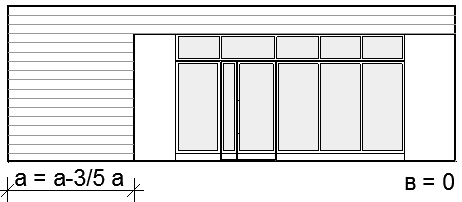 a = a-3/5 a
в = 0